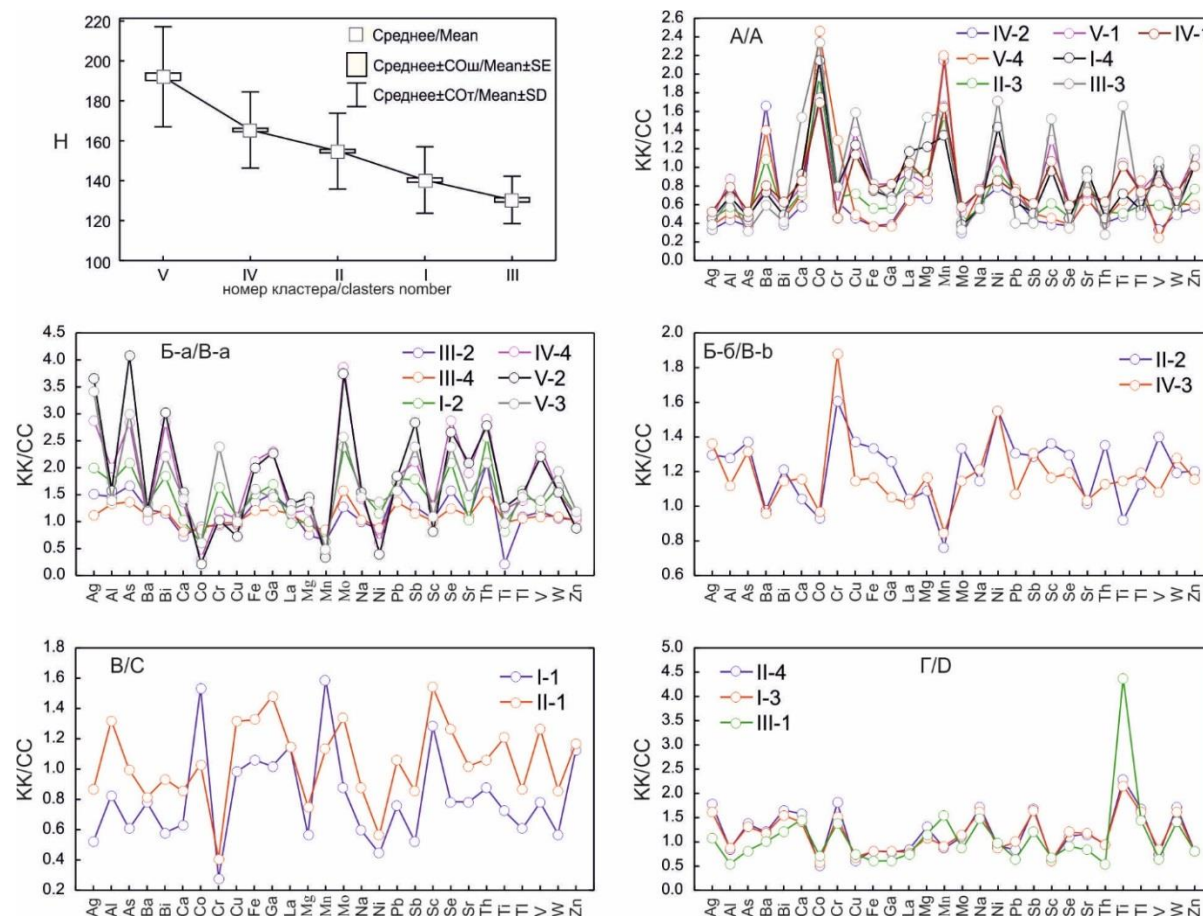 220
200
180
160
140
120
100
H
Среднее/Mean
Среднее±СОш/Mean±SE
Среднее±СОт/Mean±SD
V IV II I III
номер кластера/clasters number
2.6
2.4
2.2
2.0
1.8
1.6
1.4
1.2
1.0
0.8
0.6
0.4
0.2
0.0
КК/СС
А/А
IV-2 V-1 IV-1
V-4 I-4
II-3 III-3
Ag Al As Ba Bi Ca Co Cr Cu Fe Ga La Mg Mn Mo Na Ni Pb Sb Sc Se Sr Th Ti Tl V W Zn
4.5
4.0
3.5
3.0
2.5
2.0
1.5
1.0
0.5
0.0
КК/СС
Б-а/В-а
III-2 IV-4
III-4 V-2
I-2 V-3
Ag Al As Ba Bi Ca Co Cr Cu Fe Ga La Mg Mn Mo Na Ni Pb Sb Sc Se Sr Th Ti Tl V W Zn
2.0
1.8
1.6
1.4
1.2
1.0
0.8
0.6
КК/СС
Б-б/В-b
II-2
IV-3
Ag Al As Ba Bi Ca Co Cr Cu Fe Ga La Mg Mn Mo Na Ni Pb Sb Sc Se Sr Th Ti Tl V W Zn
1.8
1.6
1.4
1.2
1.0
0.8
0.6
0.4
0.2
КК/СС
В/С
I-1
II-1
Ag Al As Ba Bi Ca Co Cr Cu Fe Ga La Mg Mn Mo Na Ni Pb Sb Sc Se Sr Th Ti Tl V W Zn
5.0
4.5
4.0
3.5
3.0
2.5
2.0
1.5
1.0
0.5
0.0
КК/СС
Г/D
II-4
I-3
III-1
Ag Al As Ba Bi Ca Co Cr Cu Fe Ga La Mg Mn Mo Na Ni Pb Sb Sc Se Sr Th Ti Tl V W Zn